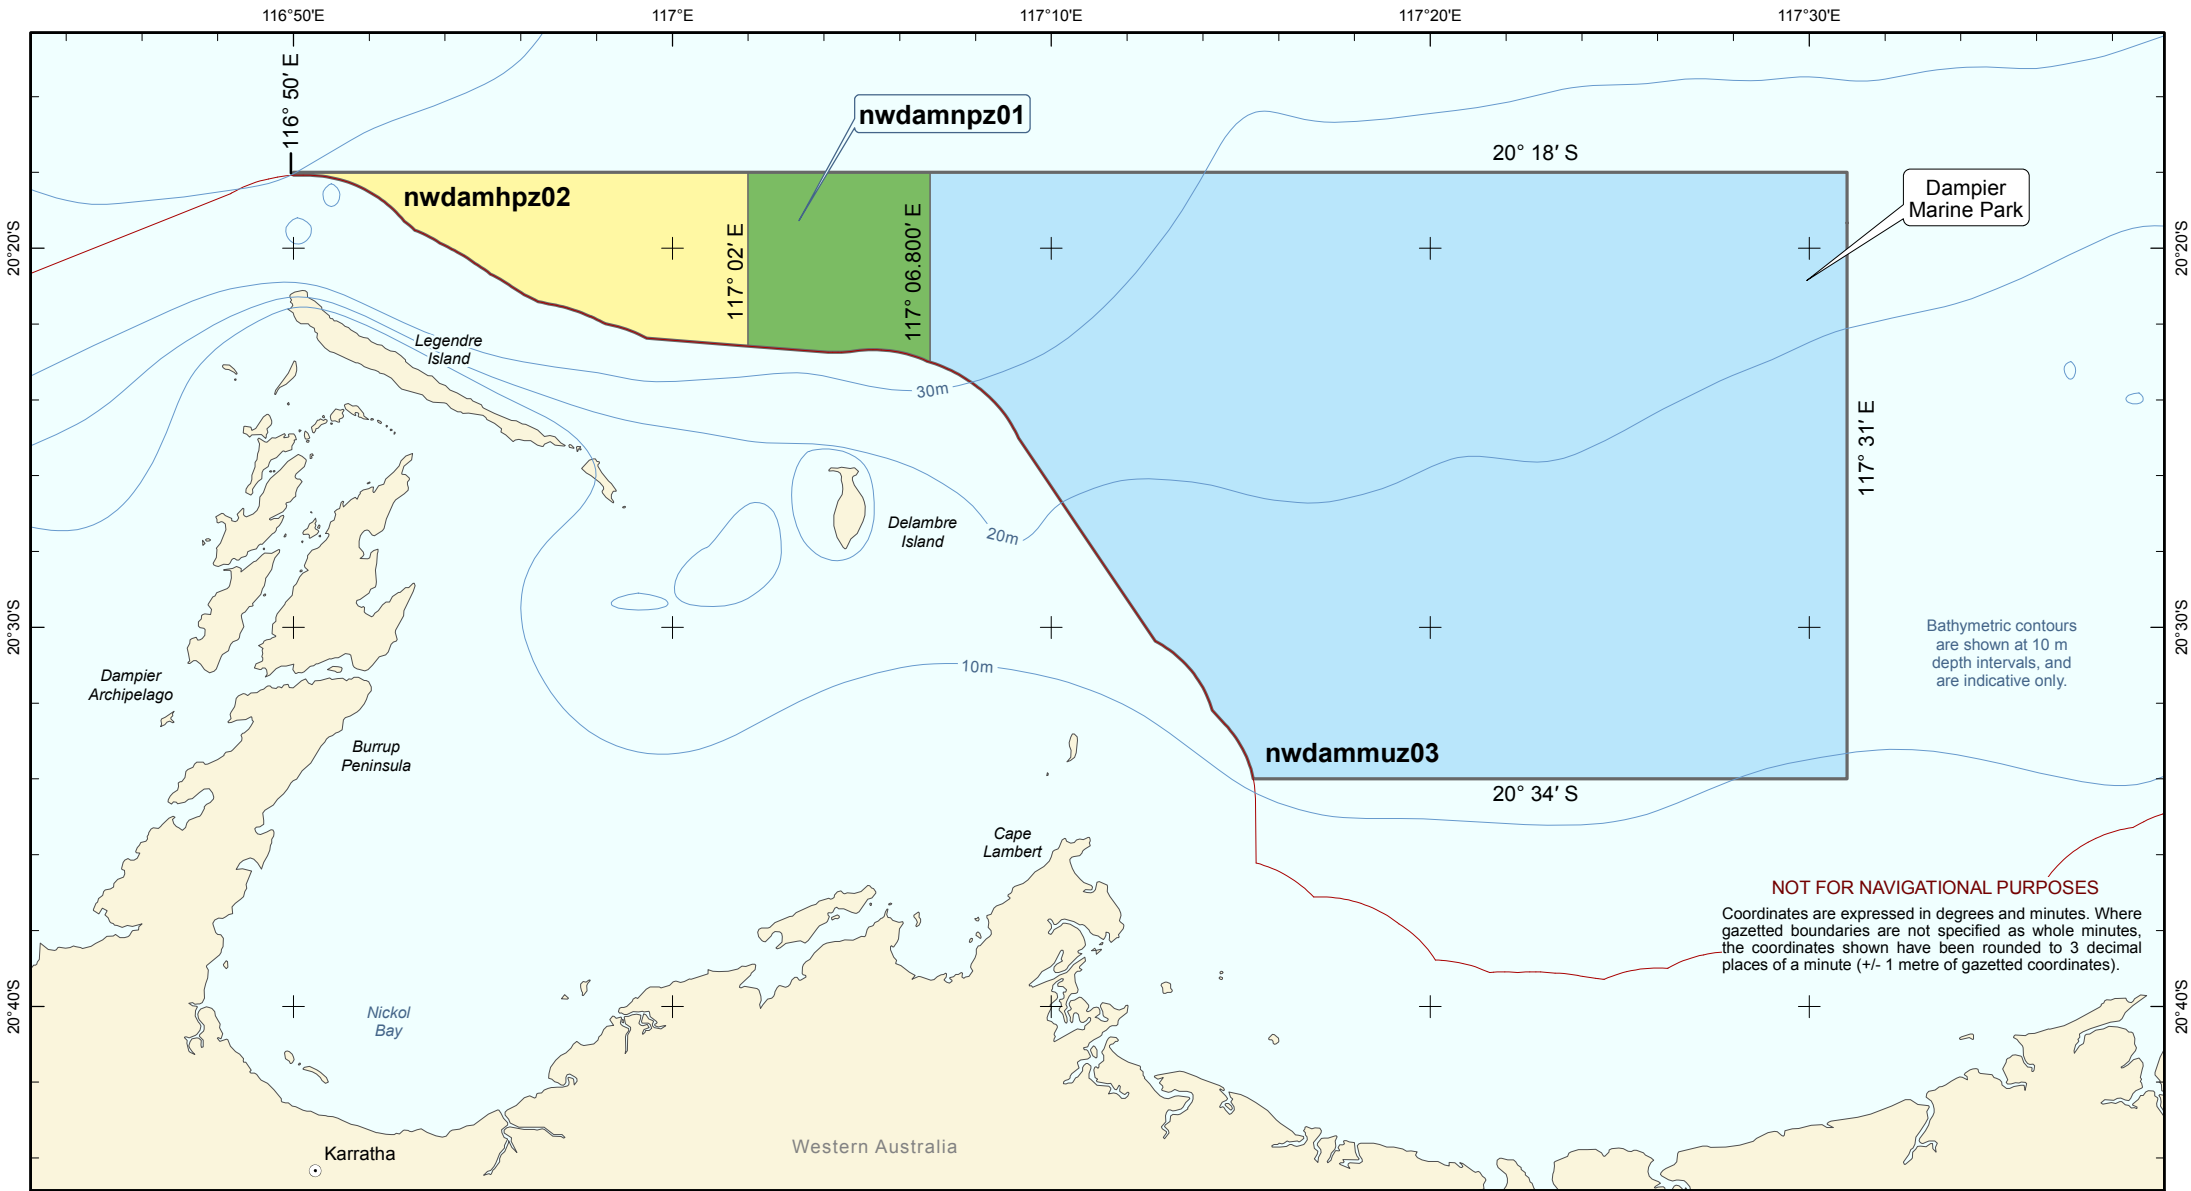 116°50'E
117°E
117°10'E
117°20'E
117°30'E
116° 50′ E
nwdamnpz01
20° 18′ S
Dampier
Marine Park
nwdamhpz02
117° 02′ E
117° 06.800′ E
20°20'S
20°20'S
Legendre
Island
30m
117° 31′ E
Delambre
Island
20m
20°30'S
20°30'S
Bathymetric contours
are shown at 10 m
depth intervals, and
are indicative only.
10m
Dampier
Archipelago
Burrup
Peninsula
nwdammuz03
20° 34′ S
Cape
Lambert
NOT FOR NAVIGATIONAL PURPOSES
Coordinates are expressed in degrees and minutes. Where
gazetted boundaries are not specified as whole minutes,
the coordinates shown have been rounded to 3 decimal
places of a minute (+/- 1 metre of gazetted coordinates).
20°40'S
20°40'S
Nickol
Bay
Karratha
Western Australia